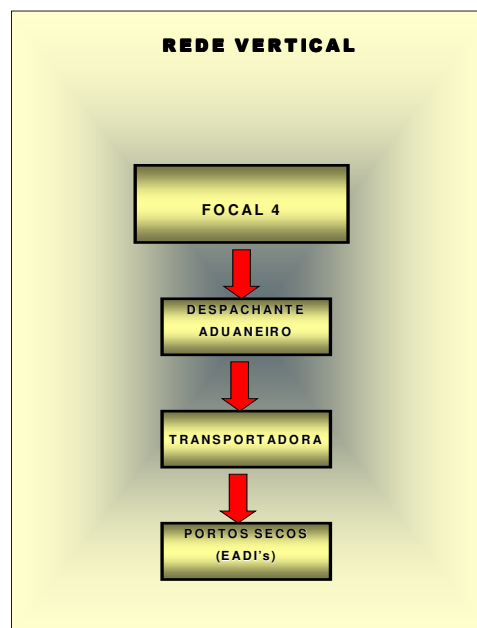 REDE VERTICAL
FOCAL 4
DESPACHANTE
ADUANEIRO
TRANSPORTADORA
PORTOS SECOS
(EADI's)